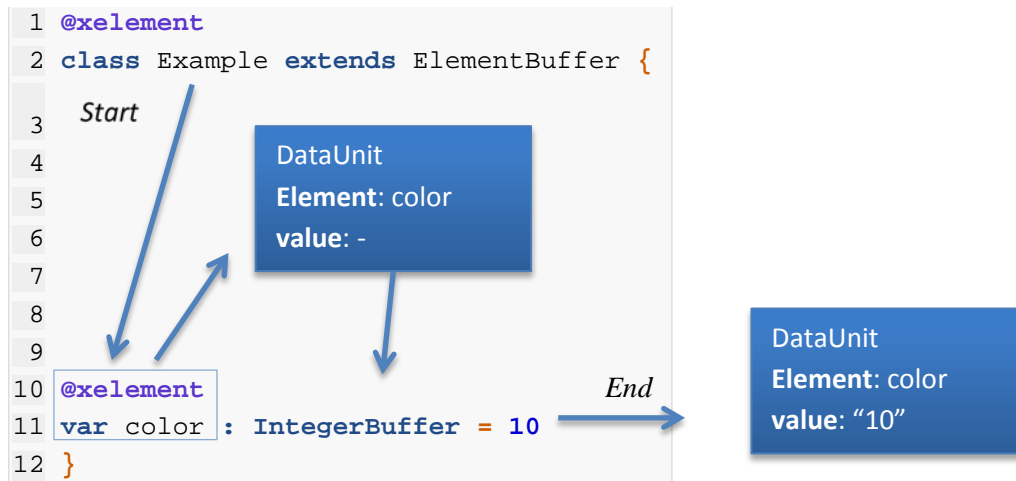 1 @xelement
2 class Example extends ElementBuffer {
Start
3
4
5
6
7
8
9
DataUnit
Element: color
value: -
10 @xelement
11 var color : IntegerBuffer = 10
End
12 }
DataUnit
Element: color
value: “10”